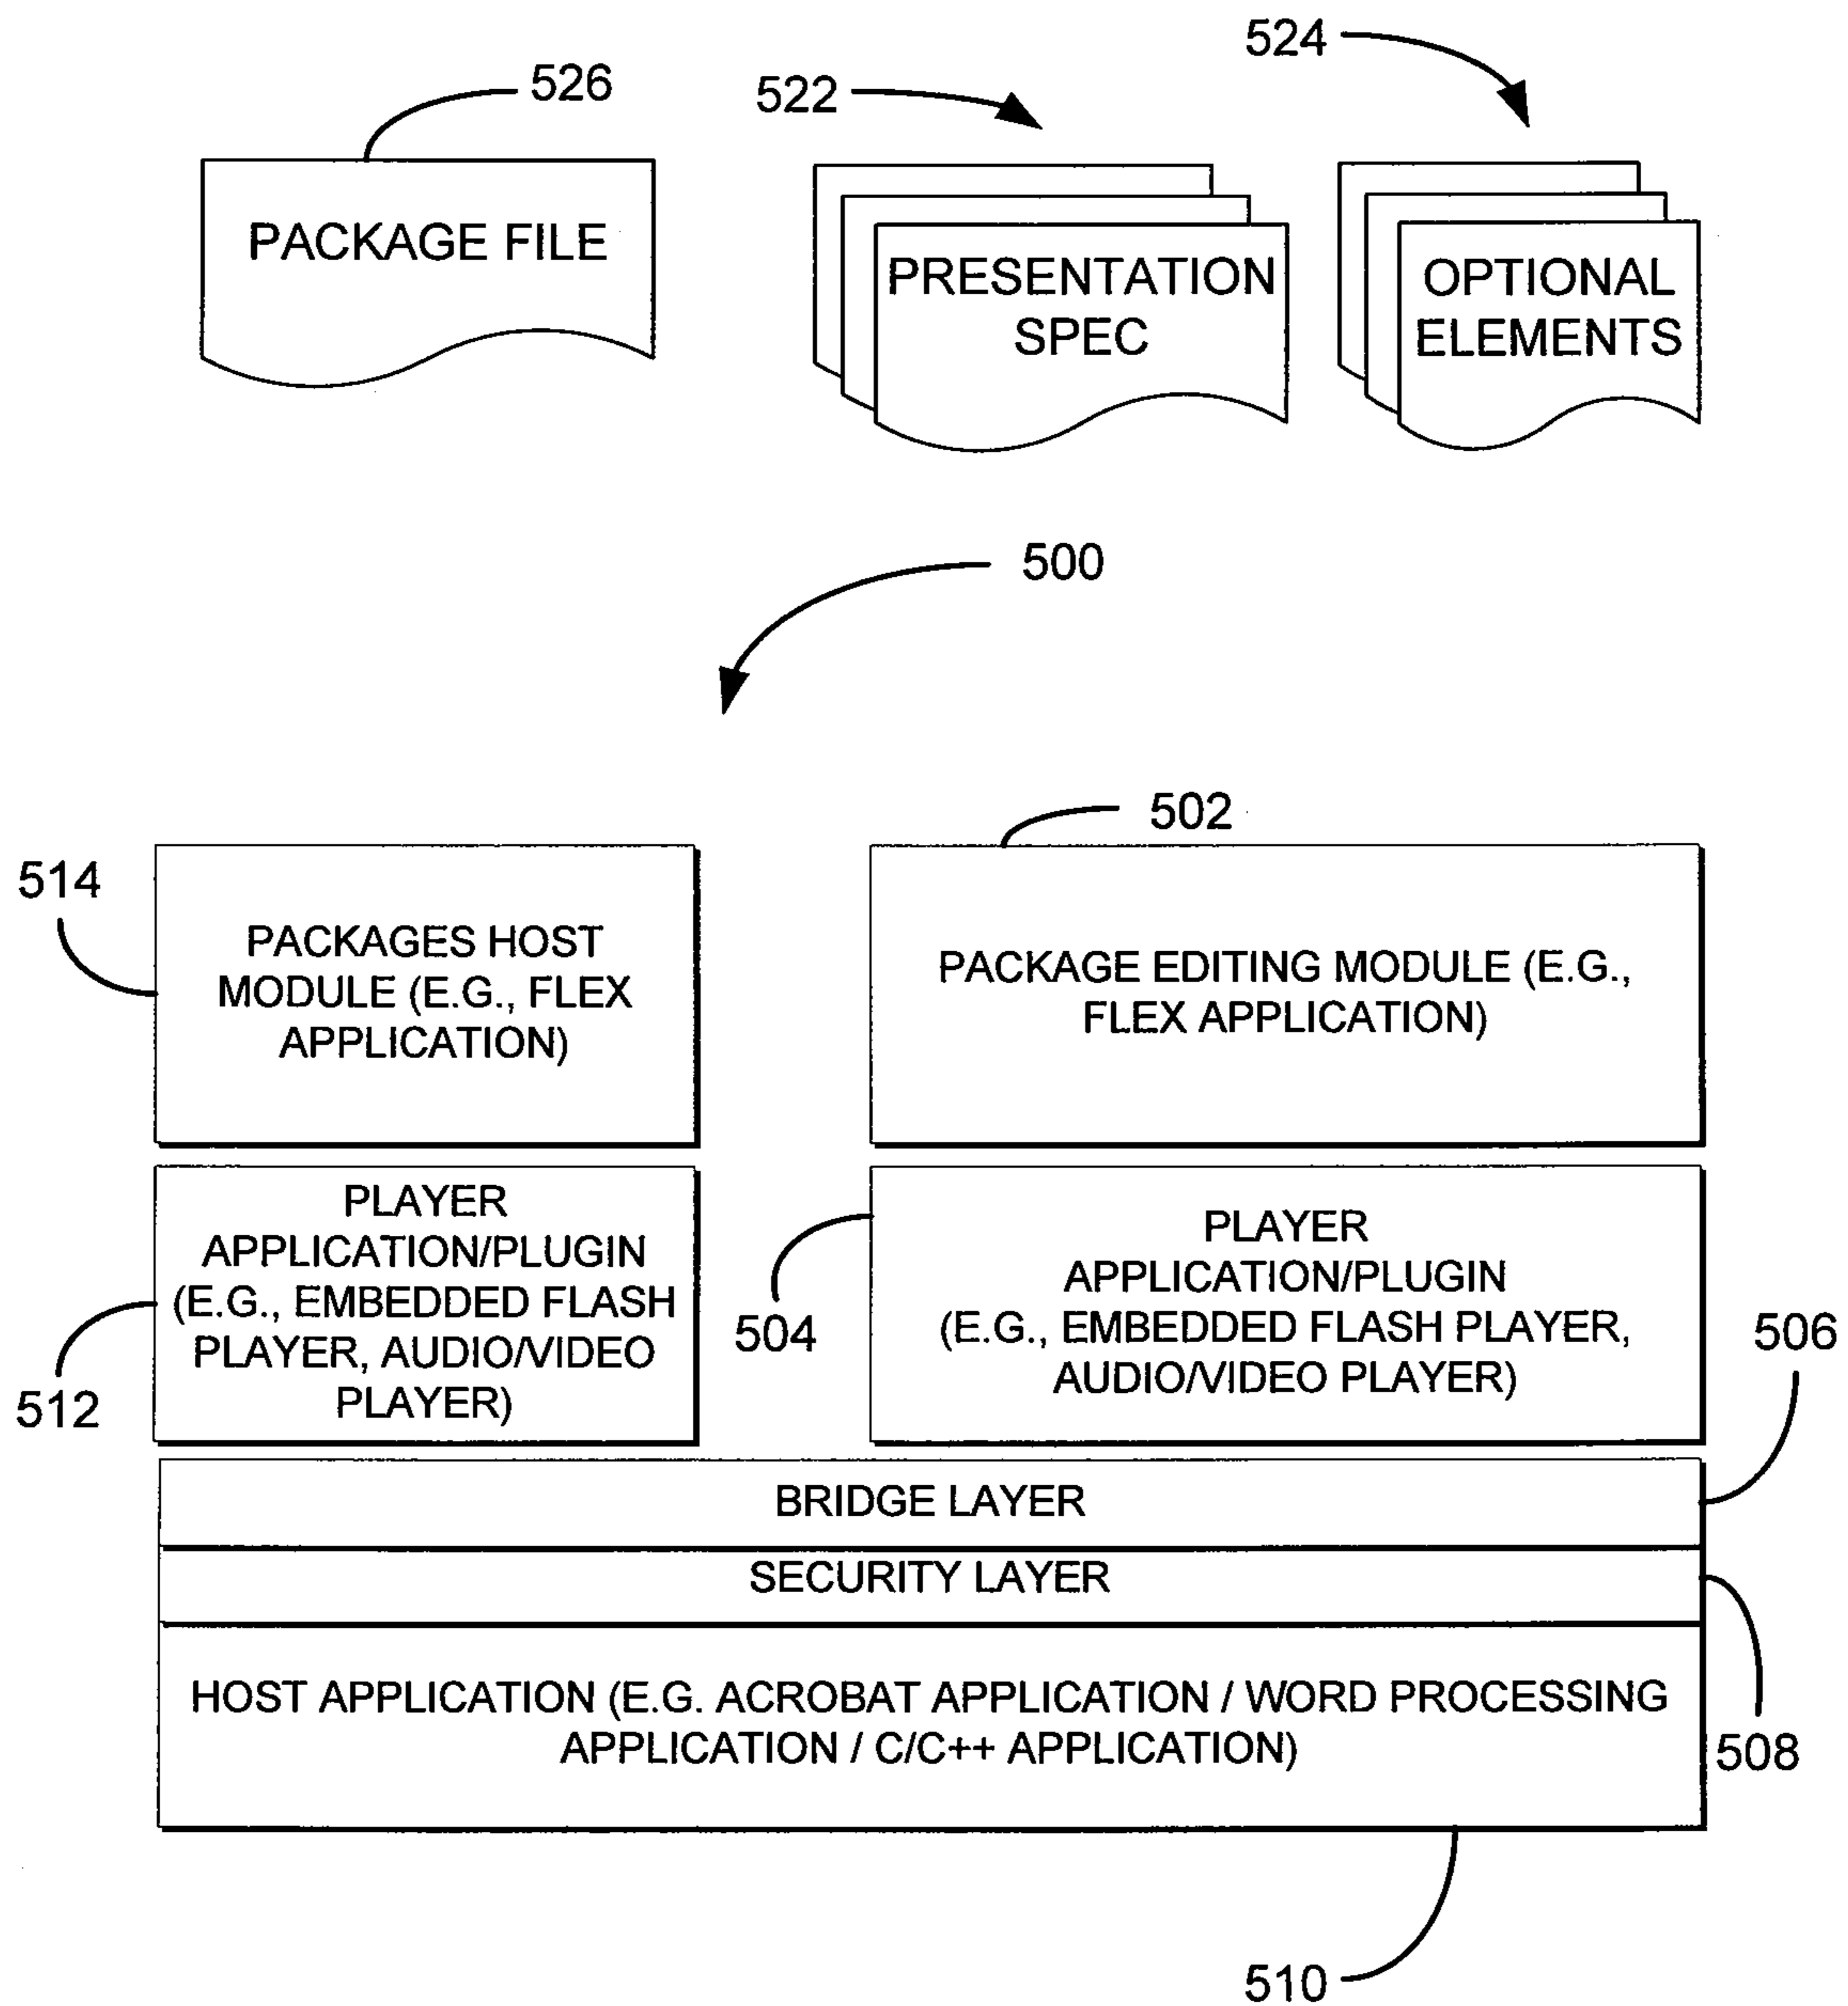 524
526
522
PACKAGE FILE
PRESENTATION
SPEC
OPTIONAL
ELEMENTS
500
502
514
PACKAGES HOST
MODULE (E.G., FLEX
APPLICATION)
PACKAGE EDITING MODULE (E.G.,
FLEX APPLICATION)
PLAYER
APPLICATION/PLUGIN
(E.G., EMBEDDED FLASH
PLAYER, AUDIO/VIDEO
PLAYER)
512
504
PLAYER
APPLICATION/PLUGIN
(E.G., EMBEDDED FLASH PLAYER,
AUDIO/VIDEO PLAYER)
506
BRIDGE LAYER
SECURITY LAYER
HOST APPLICATION (E.G. ACROBAT APPLICATION / WORD PROCESSING
APPLICATION / C/C++ APPLICATION)
508
510